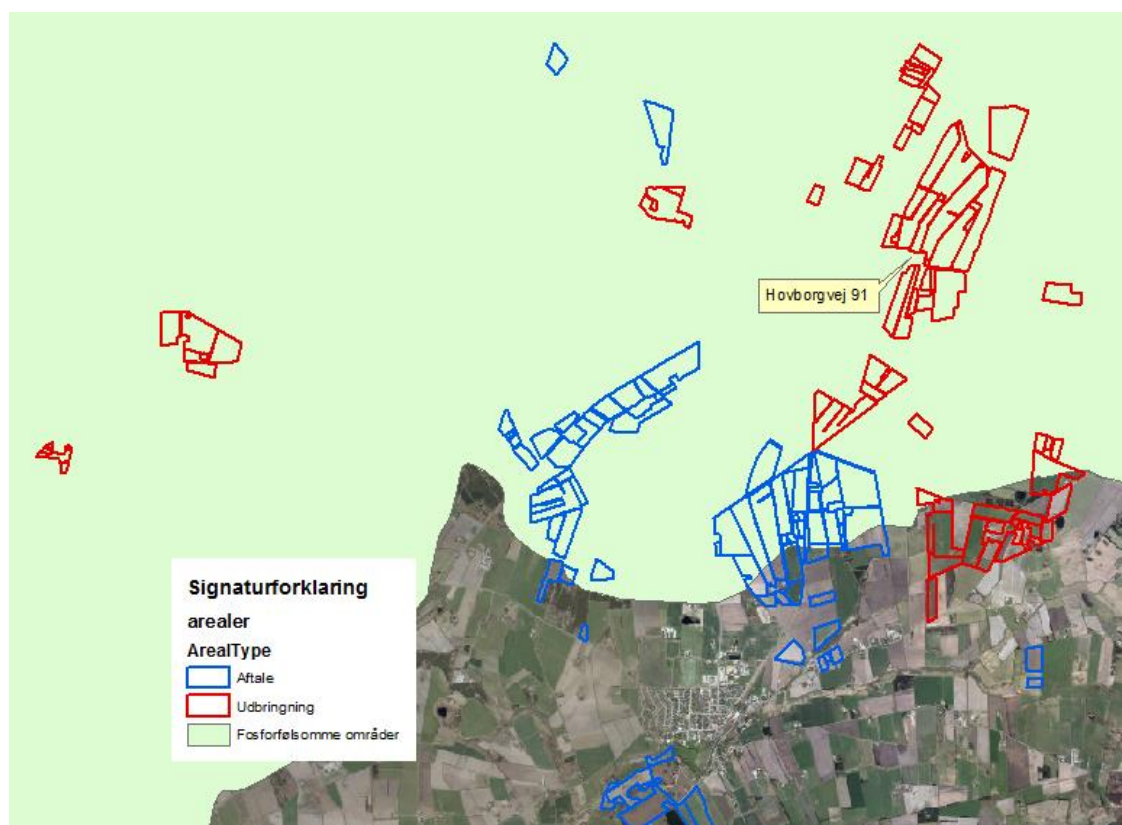 Hovborgvej 91
Signaturforklaring
arealer
ArealType
Aftale
Udbringning
Fosforfølsomme områder